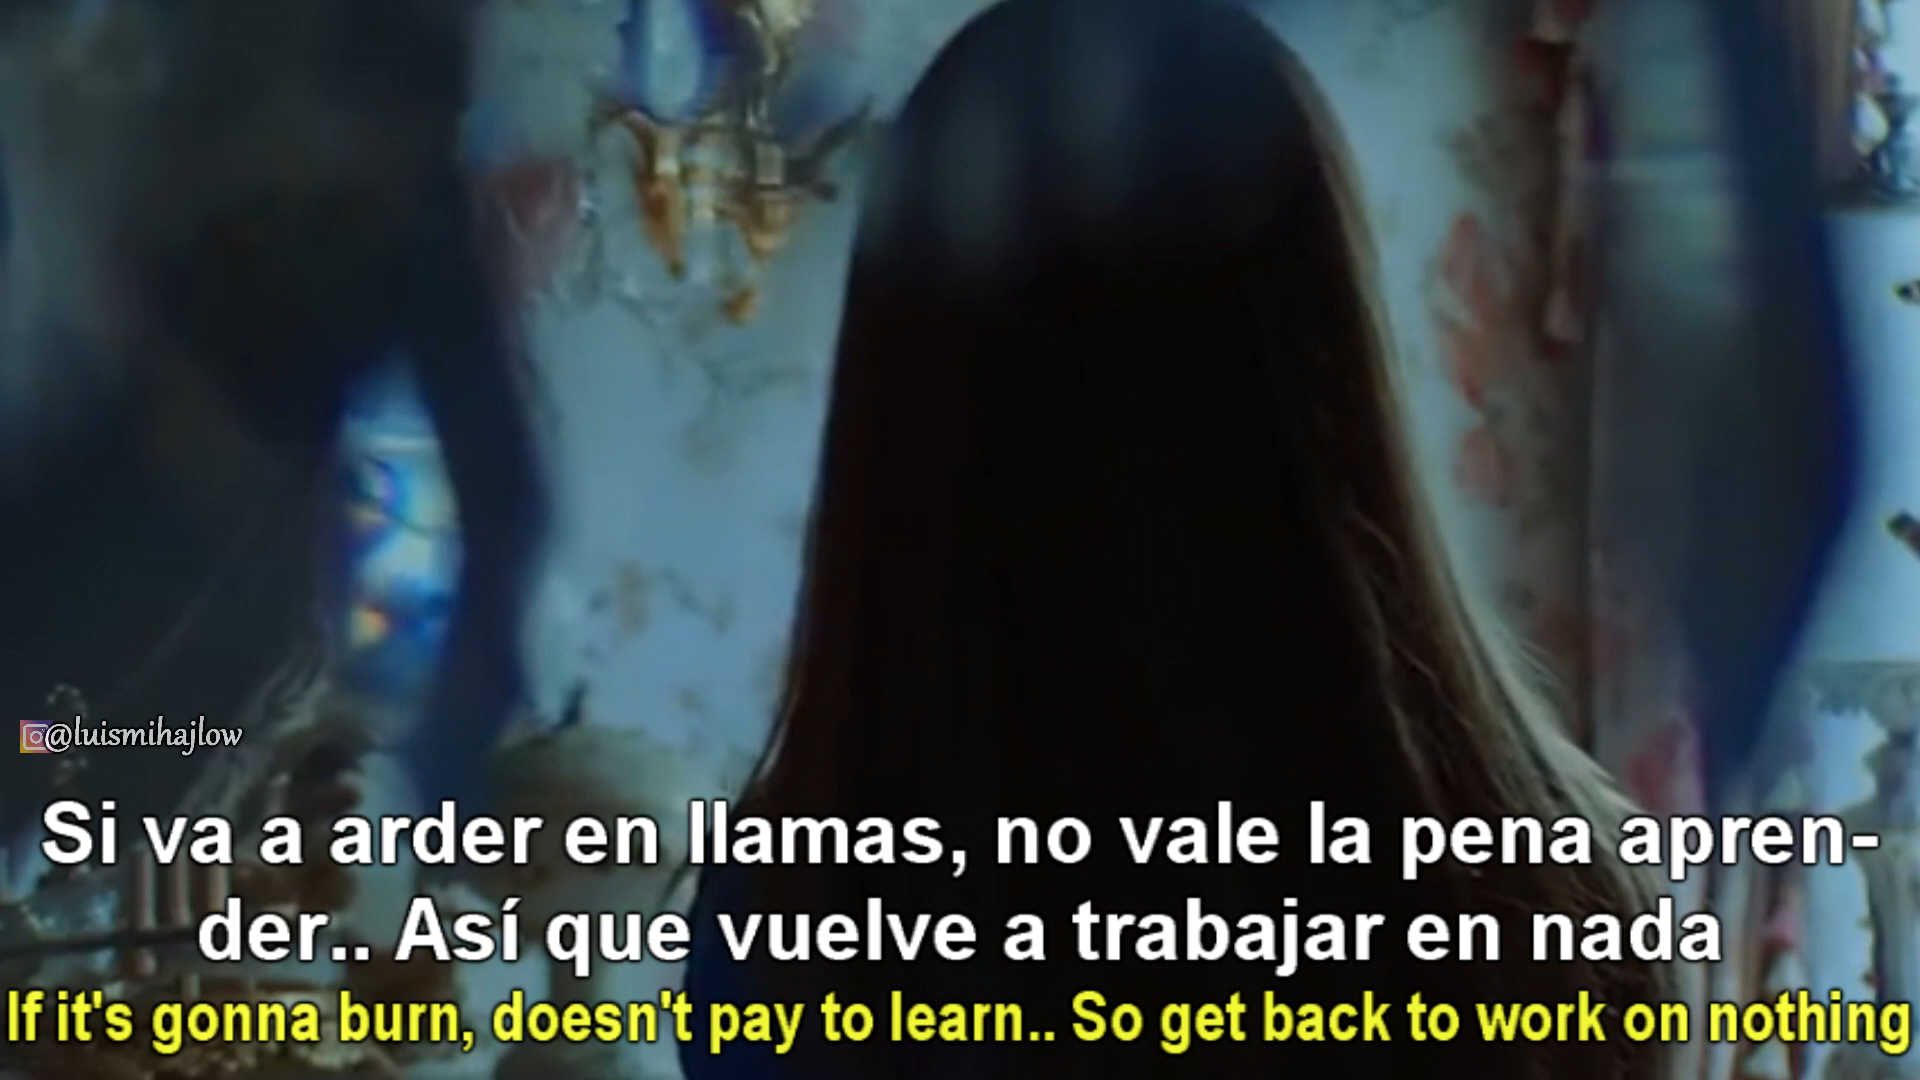 @luismihajlow
Si va a arder en llamas, no vale la pena apren-
der.. Así que vuelve a trabajar en nada
If it's gonna burn, doesn't pay to learn.. So get back to work on nothing